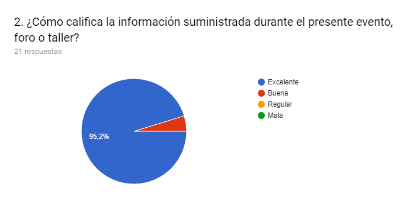 2. ¿Cómo califica la información suministrada durante el presente evento,
foro o taller?
21 respuestas
95,2%
Excelente
Buena
Regular
Mala